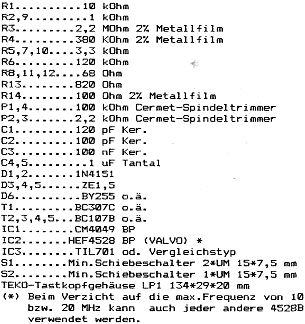 R1..........10 kOhm
R2,9........1 kOhm
R3..........2,2 MOhm 2% Metallfilm
R4..........380 KOhm 2% Metallfilm
R5,7,10....3,3 kOhm
R6..........120 kOhm
R8,11,12....68 Ohm
R13.........820 Ohm
R14.........100 Ohm 2% Metallfilm
P1,4........100 kOhm Cermet-Spindeltrimmer
P2,3........2,2 kOhm Cermet-Spindeltrimmer
C1..........120 pF Ker.
C2..........100 pF Ker.
C3..........100 nF Ker.
C4,5........1 uF Tantal
D1,2........1N4151
D3,4,5......ZE1,5
D6..........BY255 o.ä.
T1..........BC307C o.ä.
T2,3,4,5...BC107B o.ä.
IC1.........CM4049 BP
IC2.........HEF4528 BP (VALVO) *
IC3.........TIL701 od. Vergleichstyp
S1..........Min.Schiebeschalter 2*UM 15*7,5 mm
S2..........Min.Schiebeschalter 1*UM 15*7,5 mm
TEKO-Tastkopfgehäuse LP1 134*29*20 mm
(*) Beim Verzicht auf die max.Frequenz von 10
bzw. 20 MHz kann auch jeder andere 4528B
verwendet werden.